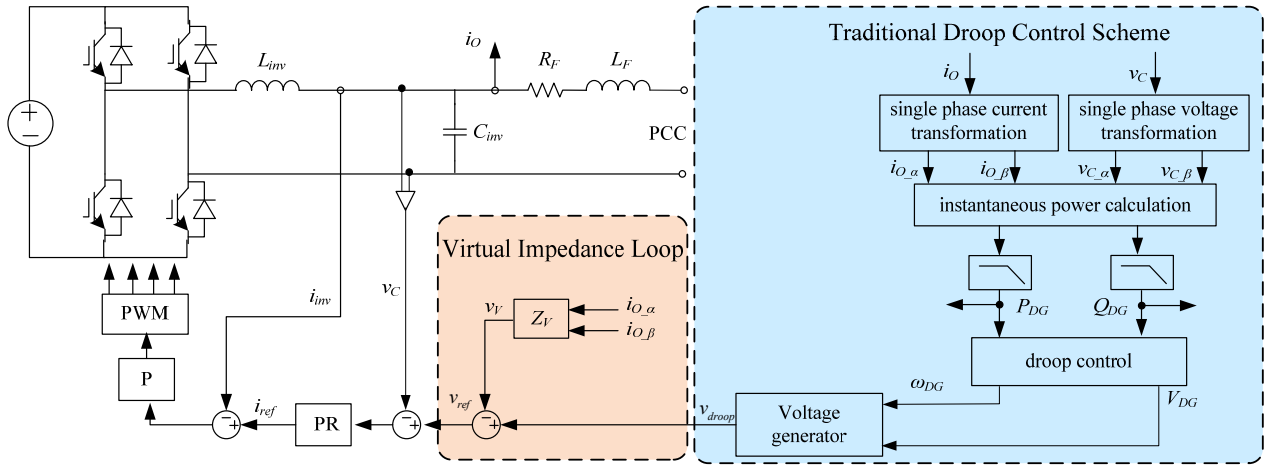 Traditional Droop Control Scheme
i_O
L_inv
R_F
L_F
i_O
v_C
single phase current
transformation
single phase voltage
transformation
C_inv
PCC
i_O_α
i_O_β
v_C_α
v_C_β
instantaneous power calculation
Virtual Impedance Loop
i_inv
v_C
v_V
Z_V
i_O_α
i_O_β
P_DG
Q_DG
PWM
droop control
P
ω_DG
V_DG
i_ref
v_ref
v_droop
PR
Voltage
generator
+
−
−
+
−
+
−
+